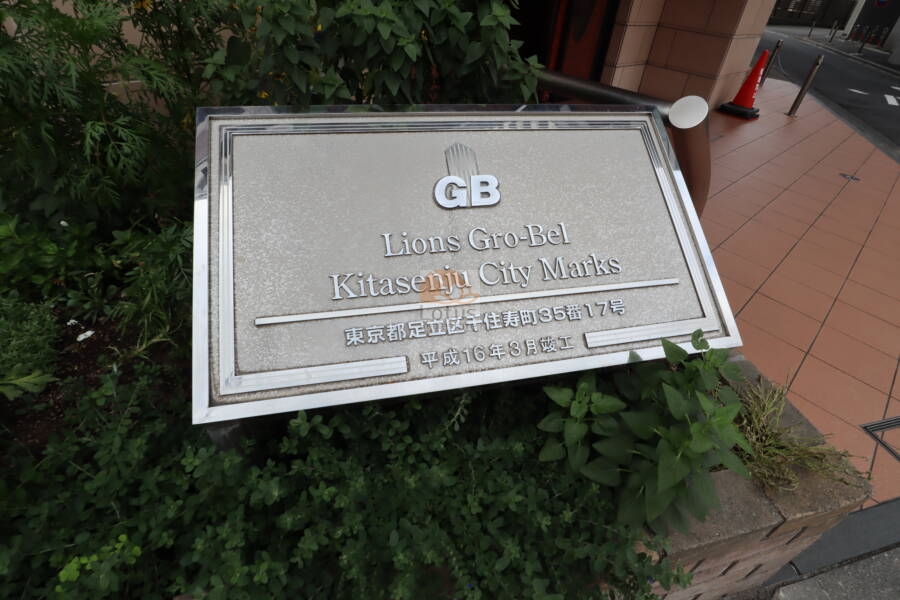 GB
Lions Gro-Bel
Kitasenju City Marks
東京都足立区千住寿町35番17号
平成16年3月竣工